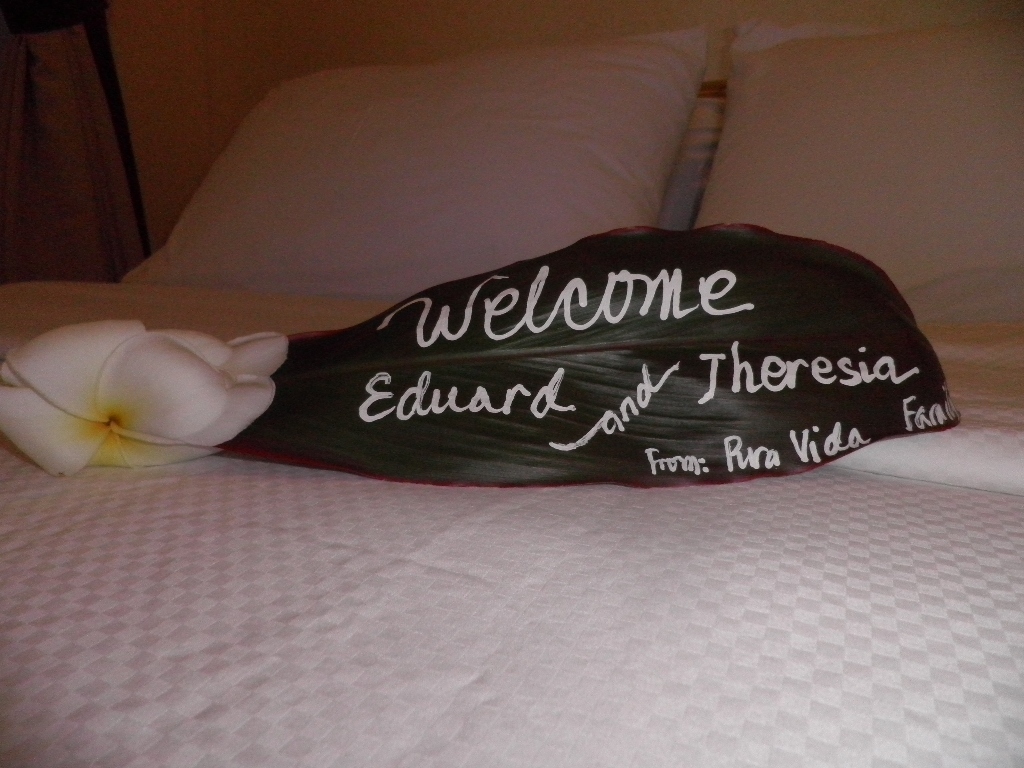 Welcome
Eduard and Theresia
From: Pura Vida